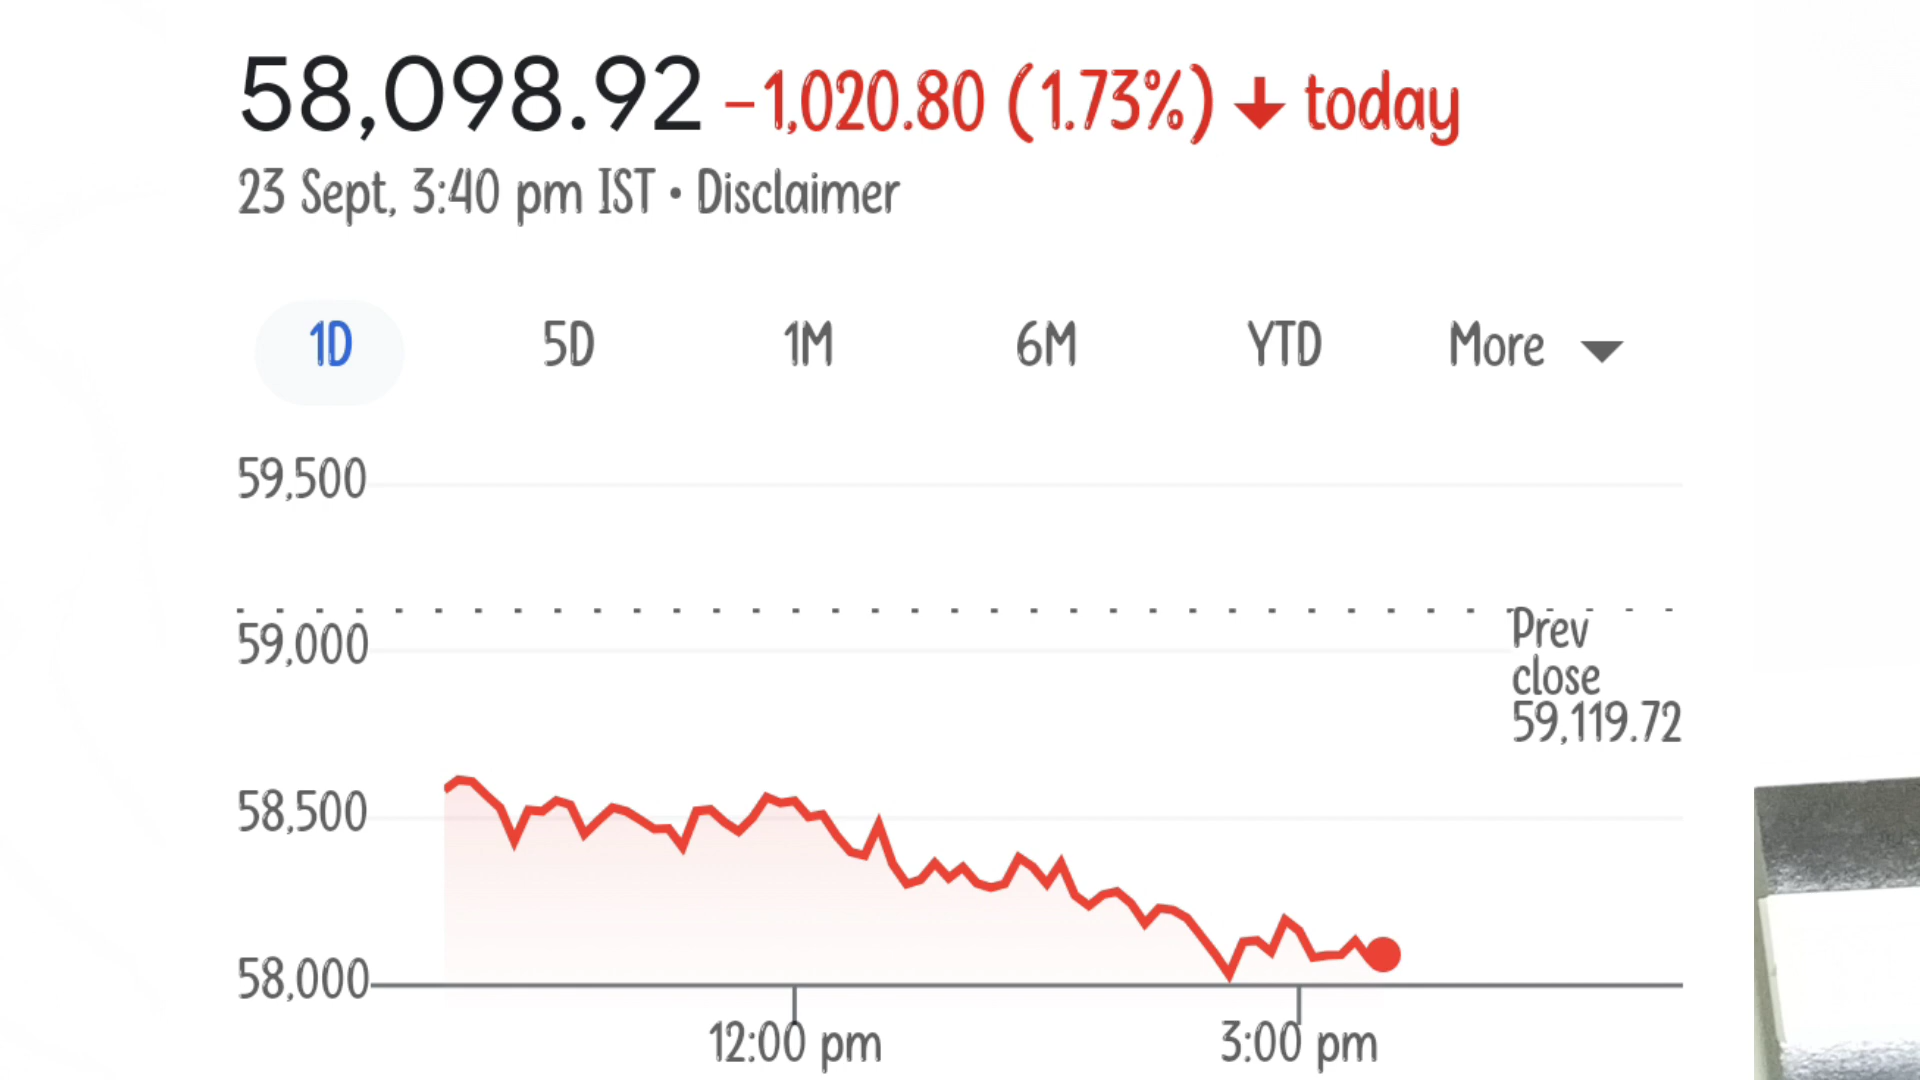 58,098.92 −1,020.80 (1.73%) ↓ today
23 Sept, 3:40 pm IST • Disclaimer
1D 5D 1M 6M YTD More
59,500
59,000
Prev
close
59,119.72
58,500
58,000
12:00 pm 3:00 pm